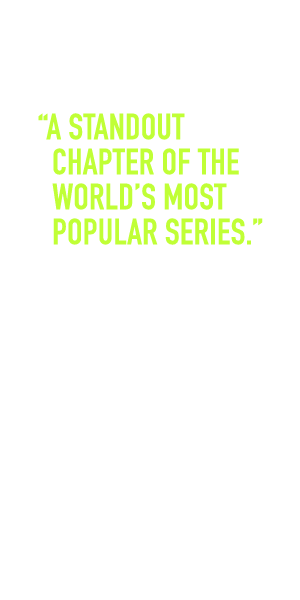 “A STANDOUT
CHAPTER OF THE
WORLD’S MOST
POPULAR SERIES.”